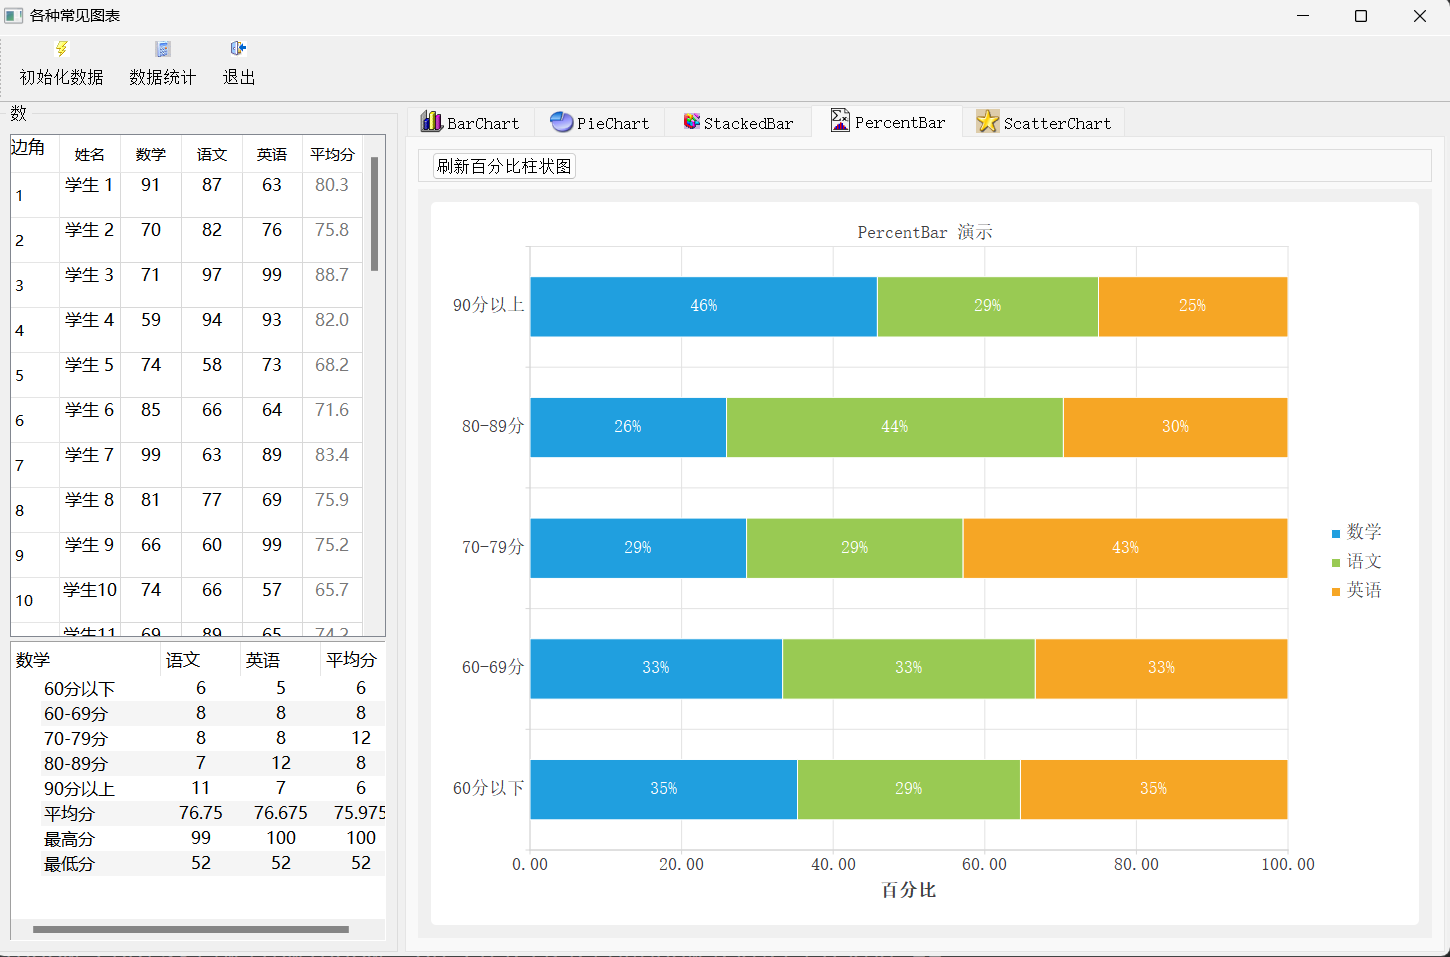 各种常见图表
初始化数据 数据统计 退出
数
边角 姓名 数学 语文 英语 平均分
1 学生 1 91 87 63 80.3
2 学生 2 70 82 76 75.8
3 学生 3 71 97 99 88.7
4 学生 4 59 94 93 82.0
5 学生 5 74 58 73 68.2
6 学生 6 85 66 64 71.6
7 学生 7 99 63 89 83.4
8 学生 8 81 77 69 75.9
9 学生 9 66 60 99 75.2
10 学生10 74 66 57 65.7
学生11 69 89 65 74.2
数学 语文 英语 平均分
60分以下 6 5 6
60-69分 8 8 8
70-79分 8 8 12
80-89分 7 12 8
90分以上 11 7 6
平均分 76.75 76.675 75.975
最高分 99 100 100
最低分 52 52 52
BarChart PieChart StackedBar PercentBar ScatterChart
刷新百分比柱状图
PercentBar 演示
90分以上 46% 29% 25%
80-89分 26% 44% 30%
70-79分 29% 29% 43%
60-69分 33% 33% 33%
60分以下 35% 29% 35%
0.00 20.00 40.00 60.00 80.00 100.00
百分比
数学
语文
英语